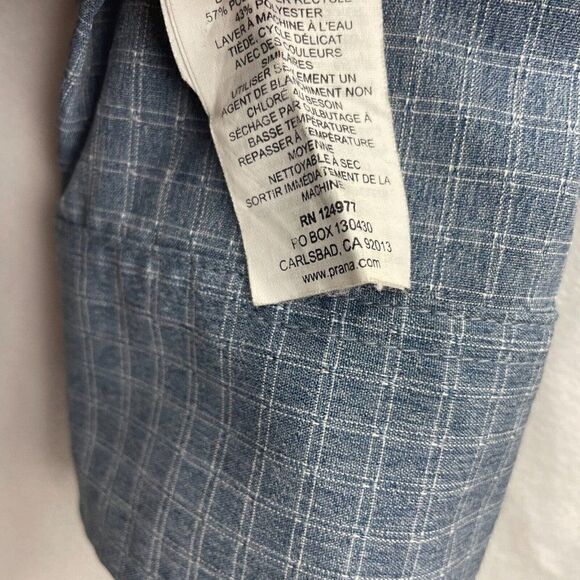 57%
43% POLYESTER
LAVER À MACHINE À L'EAU
TIÈDE, CYCLE DÉLICAT
AVEC DES COULEURS
SIMILAIRES
UTILISER SEULEMENT UN
AGENT DE BLANCHIMENT NON
CHLORÉ AU BESOIN
SÉCHAGE PAR CULBUTAGE À
BASSE TEMPÉRATURE
REPASSER À TEMPÉRATURE
MOYENNE
NETTOYABLE À SEC
SORTIR IMMÉDIATEMENT DE LA
MACHINE
RN 124977
PO BOX 130430
CARLSBAD, CA 92013
www.prana.com